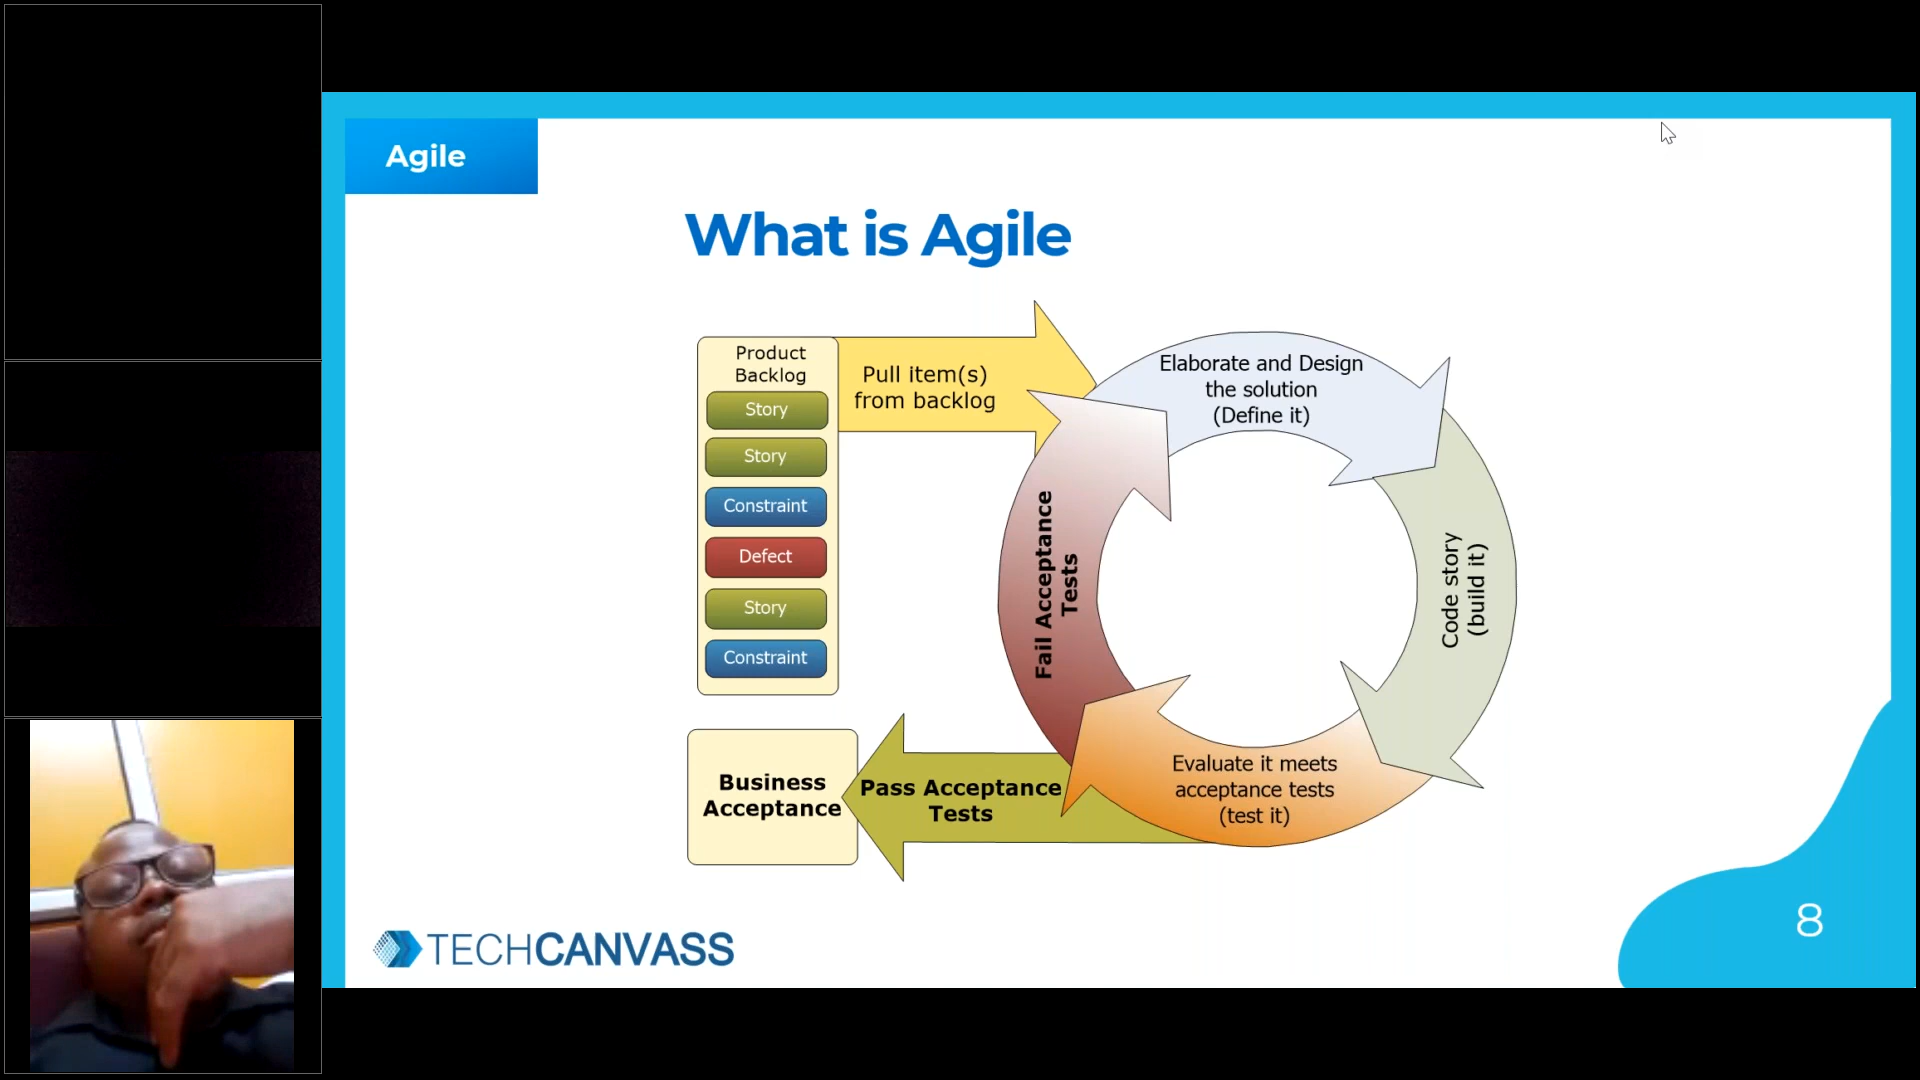 Agile
What is Agile
Product
Backlog
Story
Story
Constraint
Defect
Story
Constraint
Pull item(s)
from backlog
Elaborate and Design
the solution
(Define it)
Code story
(build it)
Evaluate it meets
acceptance tests
(test it)
Fail Acceptance
Tests
Pass Acceptance
Tests
Business
Acceptance
TECHCANVASS
8